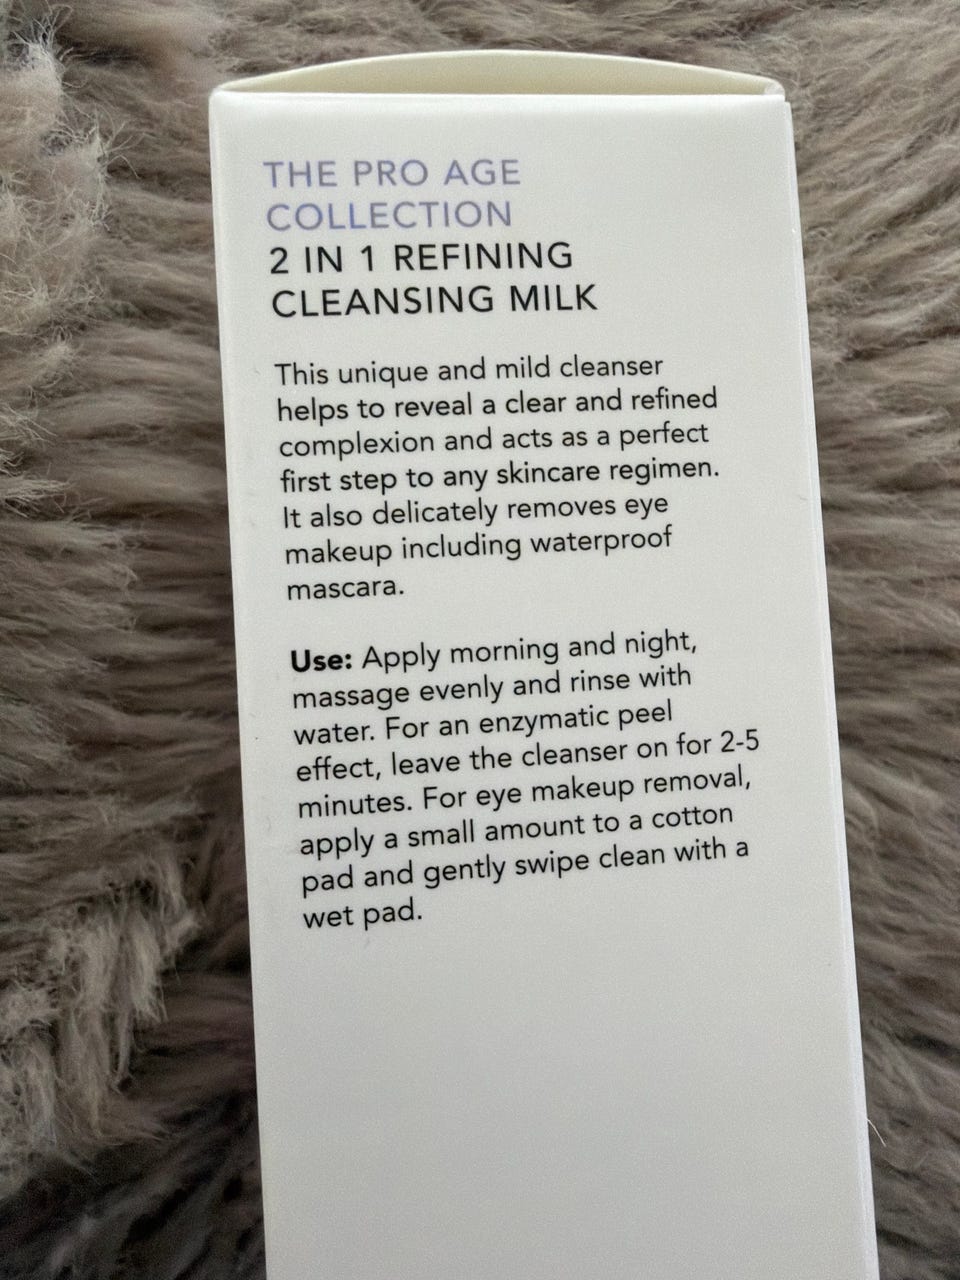 THE PRO AGE
COLLECTION
2 IN 1 REFINING
CLEANSING MILK
This unique and mild cleanser
helps to reveal a clear and refined
complexion and acts as a perfect
first step to any skincare regimen.
It also delicately removes eye
makeup including waterproof
mascara.
Use: Apply morning and night,
massage evenly and rinse with
water. For an enzymatic peel
effect, leave the cleanser on for 2-5
minutes. For eye makeup removal,
apply a small amount to a cotton
pad and gently swipe clean with a
wet pad.